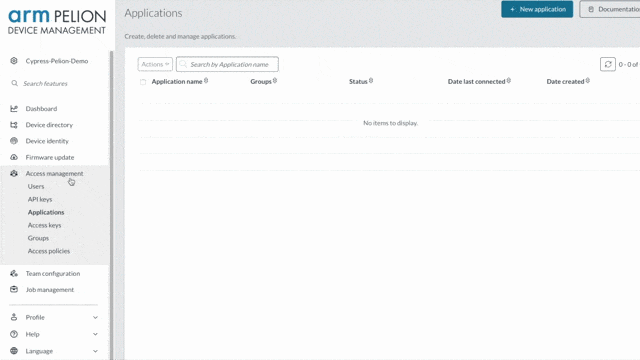 arm PELION
DEVICE MANAGEMENT
Cypress-Pelion-Demo
Search features
Dashboard
Device directory
Device identity
Firmware update
Access management
Users
API keys
Applications
Access keys
Groups
Access policies
Team configuration
Job management
Profile
Help
Language
Applications
+ New application
Documentatio
Create, delete and manage applications.
Actions
Search by Application name
0 - 0 of
Application name Groups Status Date last connected Date created
No items to display.